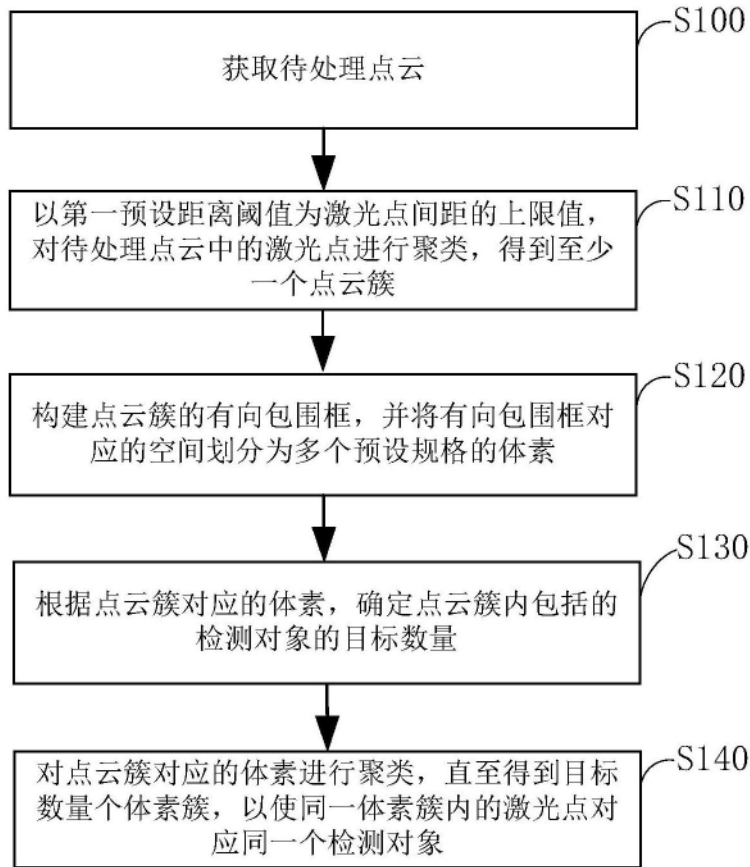 S100
获取待处理点云
S110
以第一预设距离阈值为激光点间距的上限值，
对待处理点云中的激光点进行聚类，得到至少
一个点云簇
S120
构建点云簇的有向包围框，并将有向包围框对
应的空间划分为多个预设规格的体素
S130
根据点云簇对应的体素，确定点云簇内包括的
检测对象的目标数量
S140
对点云簇对应的体素进行聚类，直至得到目标
数量个体素簇，以使同一体素簇内的激光点对
应同一个检测对象